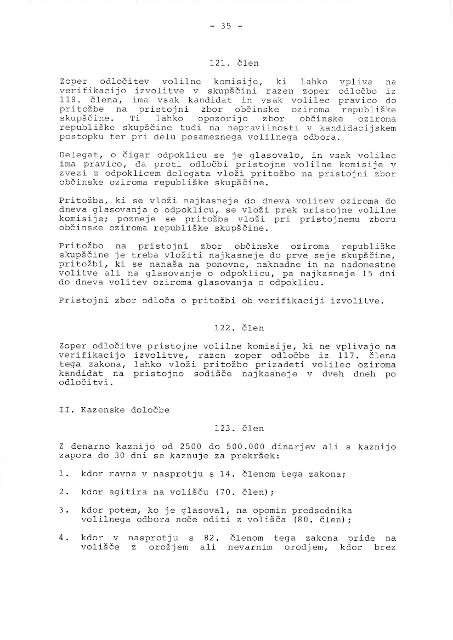 - 35 -
121. člen
Zoper odločitev volilne komisije, ki lahko vpliva na
verifikacijo izvolitve v skupščini razen zoper odločbo iz
118. člena, ima vsak kandidat in vsak volilec pravico do
pritožbe na pristojni zbor občinske oziroma republiške
skupščine. Ti lahko opozorijo zbor občinske oziroma
republiške skupščine tudi na nepravilnosti v kandidacijskem
postopku ter pri delu posameznega volilnega odbora.
Delegat, o čigar odpoklicu se je glasovalo, in vsak volilec
ima pravico, da proti odločbi pristojne volilne komisije v
zvezi z odpoklicem delegata vloži pritožbo na pristojni zbor
občinske oziroma republiške skupščine.
Pritožba, ki se vloži najkasneje do dneva volitev oziroma do
dneva glasovanja o odpoklicu, se vloži prek pristojne volilne
komisije; pozneje se pritožba vloži pri pristojnemu zboru
občinske oziroma republiške skupščine.
Pritožbo na pristojni zbor občinske oziroma republiške
skupščine je treba vložiti najkasneje do prve seje skupščine,
pritožbi, ki se nanaša na ponovne, naknadne in na nadomestne
volitve ali na glasovanje o odpoklicu, pa najkasneje 15 dni
do dneva volitev oziroma glasovanja o odpoklicu.
Pristojni zbor odloča o pritožbi ob verifikaciji izvolitve.
122. člen
Zoper odločitve pristojne volilne komisije, ki ne vplivajo na
verifikacijo izvolitve, razen zoper odločbe iz 117. člena
tega zakona, lahko vloži pritožbo prizadeti volilec oziroma
kandidat na pristojno sodišče najkasneje v dveh dneh po
odločitvi.
II. Kazenske določbe
123. člen
Z denarno kaznijo od 2500 do 500.000 dinarjev ali s kaznijo
zapora do 30 dni se kaznuje za prekršek:
1. kdor ravna v nasprotju s 14. členom tega zakona;
2. kdor agitira na volišču (70. člen);
3. kdor potem, ko je glasoval, na opomin predsednika
volilnega odbora noče oditi z volišča (80. člen);
4. kdor v nasprotju s 82. členom tega zakona pride na
volišče z orožjem ali nevarnim orodjem, kdor brez